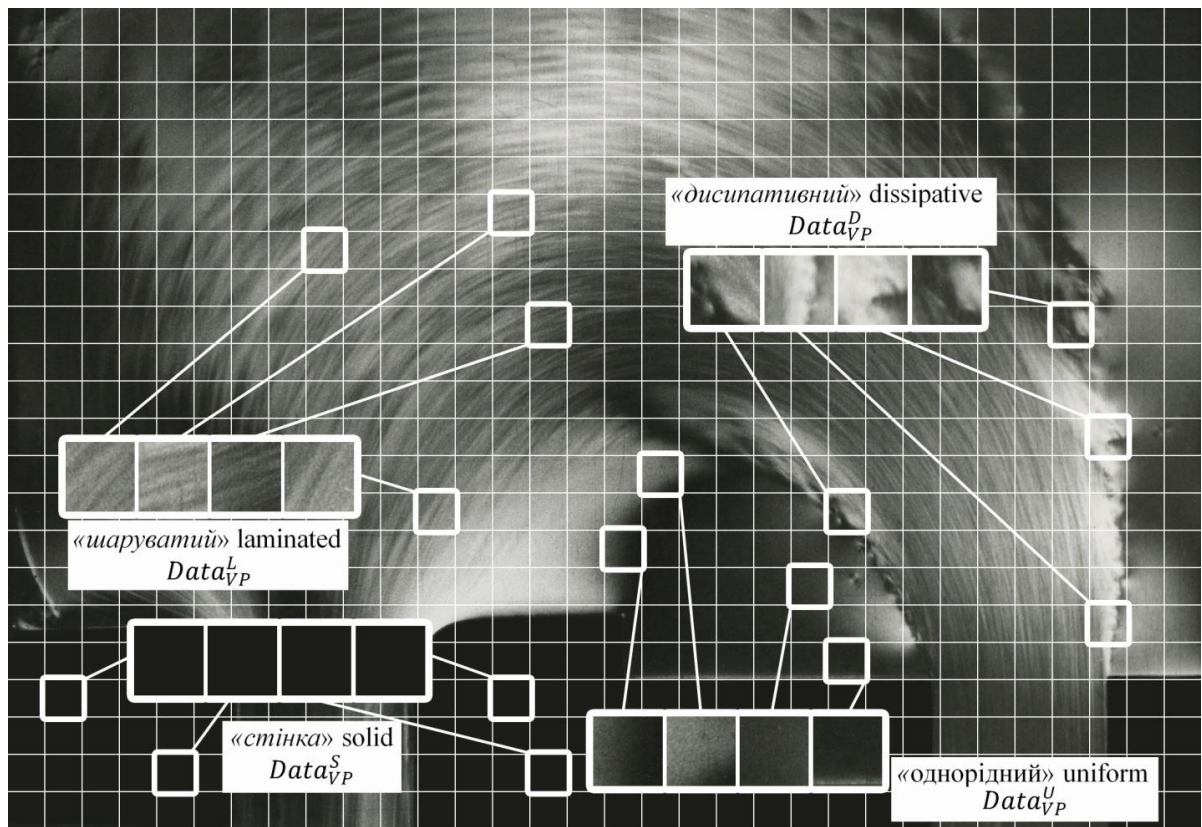 «дисипативний» dissipative
Data_{VP}^{D}
«шаруватий» laminated
Data_{VP}^{L}
«стінка» solid
Data_{VP}^{S}
«однорідний» uniform
Data_{VP}^{U}